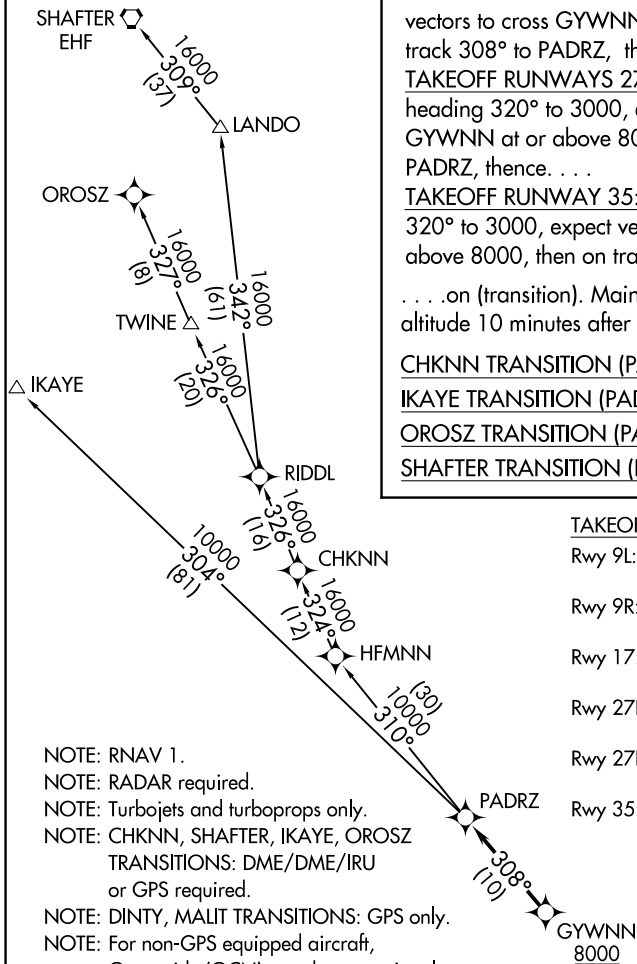 SHAFTER
EHF
16000
309°
(37)
LANDO
OROSZ
16000
327°
(8)
TWINE
16000
342°
(61)
16000
326°
(20)
IKAYE
RIDDL
16000
326°
(16)
CHKNN
16000
324°
(12)
HFMNN
10000
304°
(81)
(30)
10000
310°
PADRZ
308°
(10)
GYWNN
8000
vectors to cross GYWNN
track 308° to PADRZ, th
TAKEOFF RUNWAYS 27
heading 320° to 3000,
GYWNN at or above 80
PADRZ, thence. . . .
TAKEOFF RUNWAY 35:
320° to 3000, expect ve
above 8000, then on tra
. . . .on (transition). Main
altitude 10 minutes after
CHKNN TRANSITION (PA
IKAYE TRANSITION (PAD
OROSZ TRANSITION (PA
SHAFTER TRANSITION (
TAKEOF
Rwy 9L:
Rwy 9R:
Rwy 17
Rwy 27
Rwy 27
Rwy 35
NOTE: RNAV 1.
NOTE: RADAR required.
NOTE: Turbojets and turboprops only.
NOTE: CHKNN, SHAFTER, IKAYE, OROSZ
TRANSITIONS: DME/DME/IRU
or GPS required.
NOTE: DINTY, MALIT TRANSITIONS: GPS only.
NOTE: For non-GPS equipped aircraft,